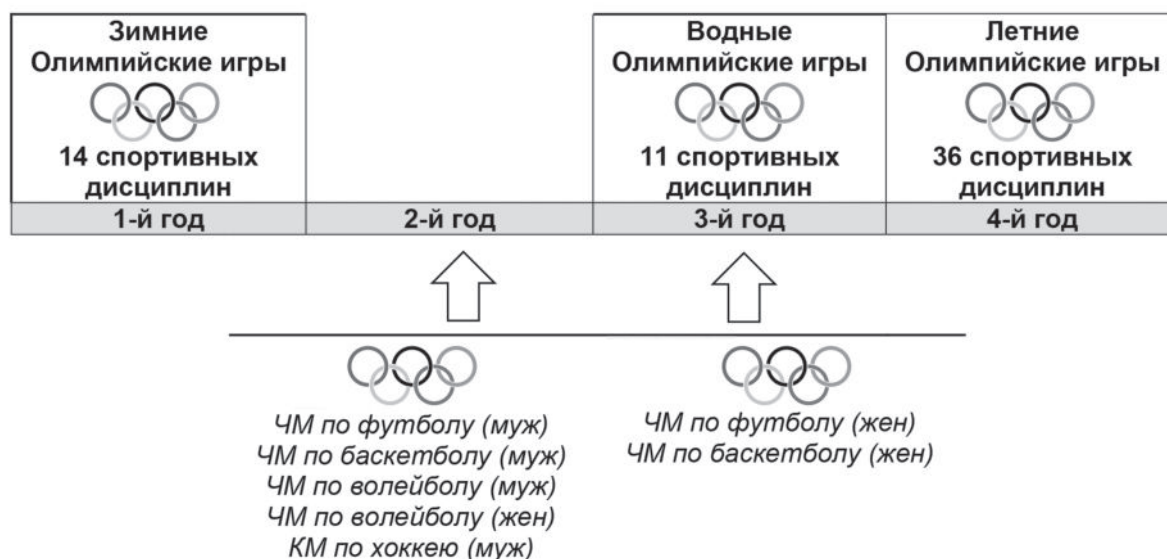 Зимние
Олимпийские игры
14 спортивных
дисциплин
Водные
Олимпийские игры
11 спортивных
дисциплин
Летние
Олимпийские игры
36 спортивных
дисциплин
1-й год
2-й год
3-й год
4-й год
ЧМ по футболу (муж)
ЧМ по баскетболу (муж)
ЧМ по волейболу (муж)
ЧМ по волейболу (жен)
КМ по хоккею (муж)
ЧМ по футболу (жен)
ЧМ по баскетболу (жен)